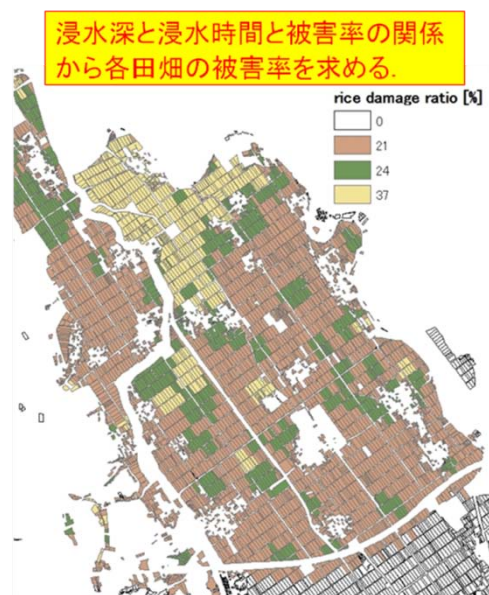 浸水深と浸水時間と被害率の関係
から各田畑の被害率を求める.
rice damage ratio [%]
0
21
24
37